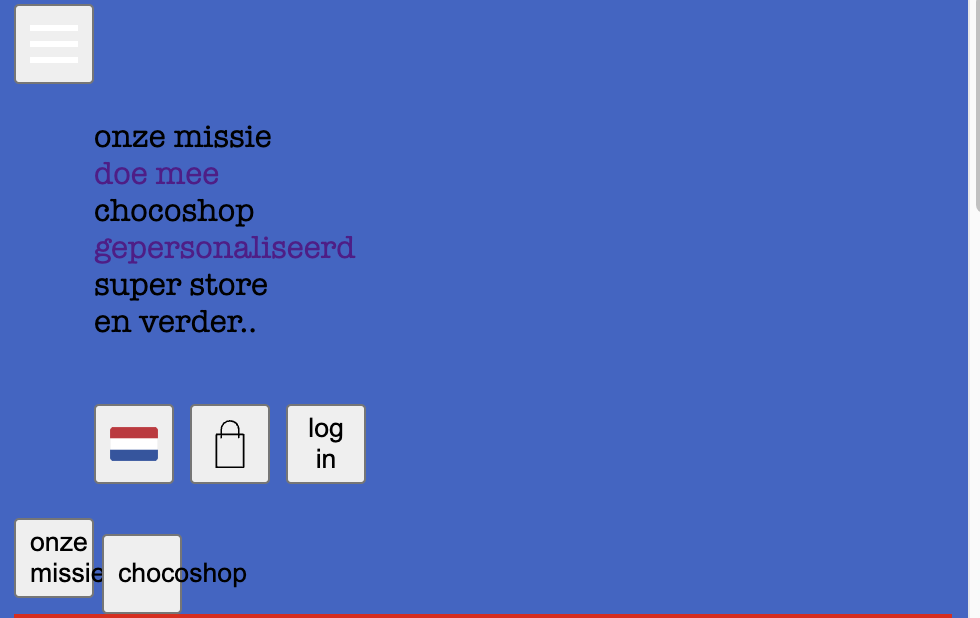 onze missie
doe mee
chocoshop
gepersonaliseerd
super store
en verder..
log
in
onze
missie
chocoshop